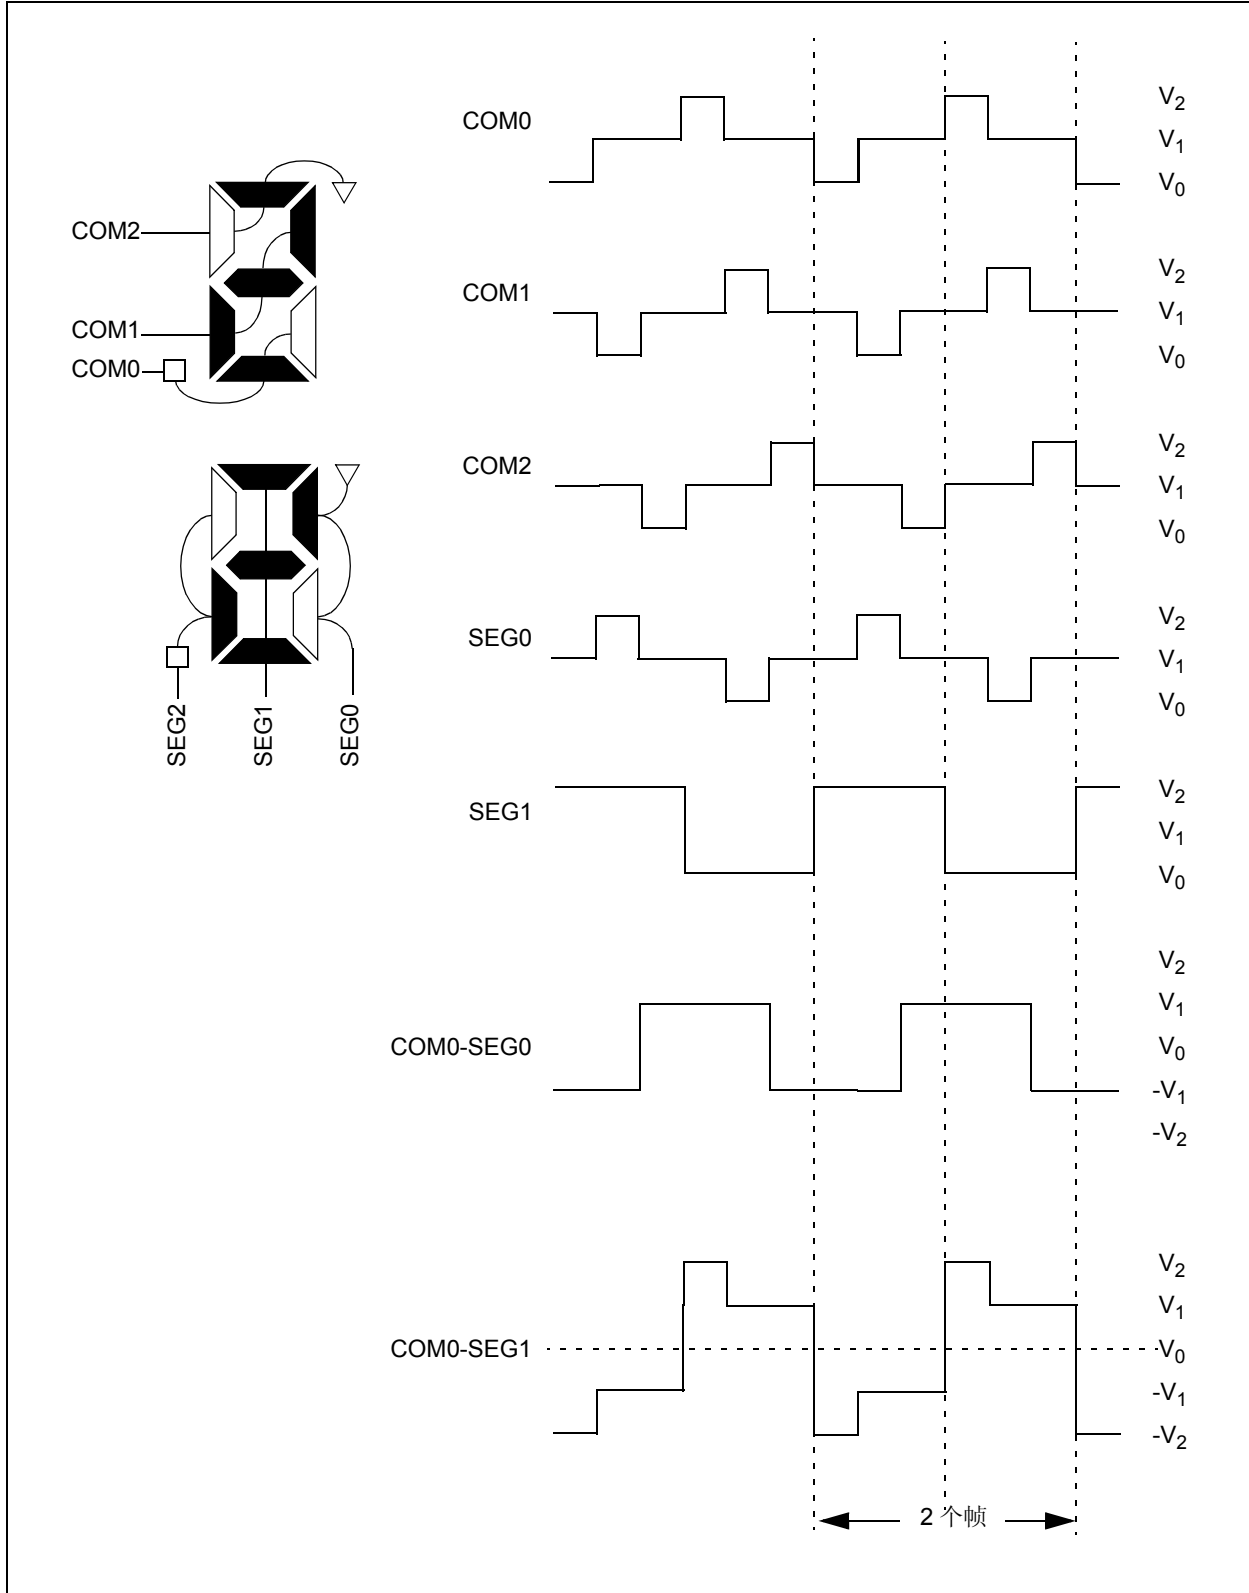 COM0
V2
V1
V0
COM2
COM1
COM0
COM1
V2
V1
V0
COM2
V2
V1
V0
SEG2
SEG1
SEG0
SEG0
V2
V1
V0
SEG1
V2
V1
V0
COM0-SEG0
V2
V1
V0
-V1
-V2
COM0-SEG1
V2
V1
V0
-V1
-V2
2 个帧